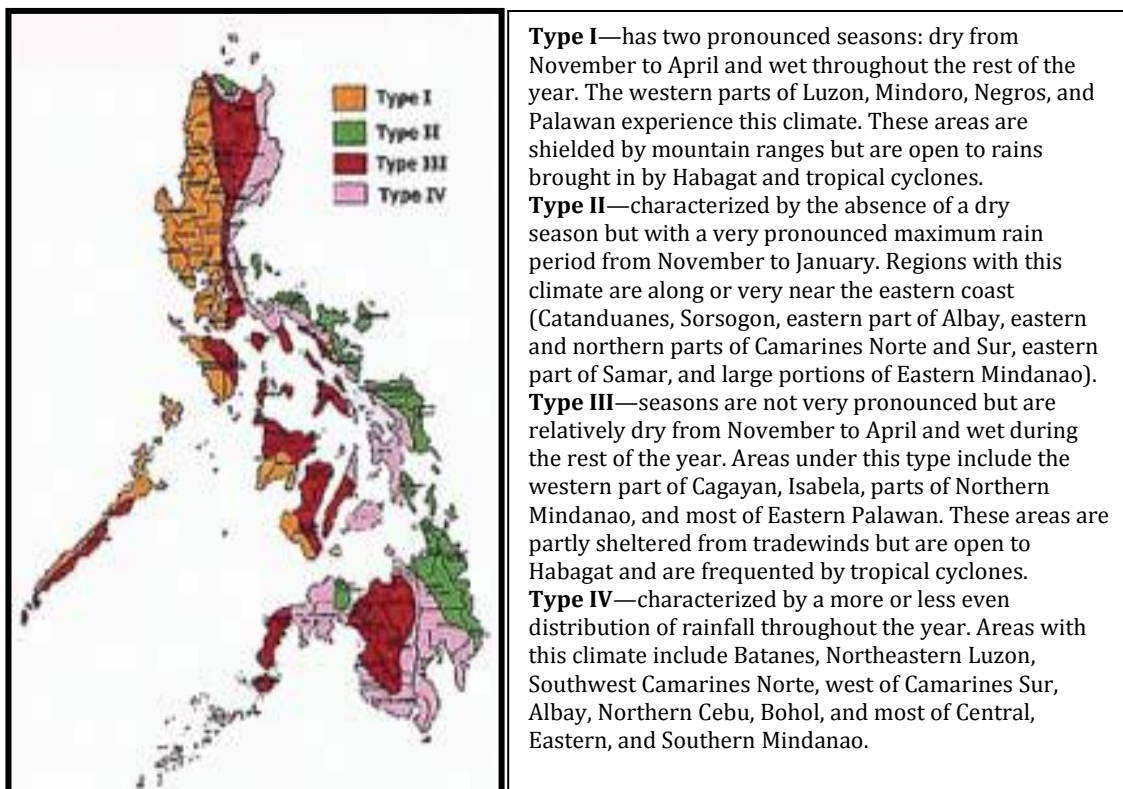 Type I
Type II
Type III
Type IV
Type I—has two pronounced seasons: dry from
November to April and wet throughout the rest of the
year. The western parts of Luzon, Mindoro, Negros, and
Palawan experience this climate. These areas are
shielded by mountain ranges but are open to rains
brought in by Habagat and tropical cyclones.
Type II—characterized by the absence of a dry
season but with a very pronounced maximum rain
period from November to January. Regions with this
climate are along or very near the eastern coast
(Catanduanes, Sorsogon, eastern part of Albay, eastern
and northern parts of Camarines Norte and Sur, eastern
part of Samar, and large portions of Eastern Mindanao).
Type III—seasons are not very pronounced but are
relatively dry from November to April and wet during
the rest of the year. Areas under this type include the
western part of Cagayan, Isabela, parts of Northern
Mindanao, and most of Eastern Palawan. These areas are
partly sheltered from tradewinds but are open to
Habagat and are frequented by tropical cyclones.
Type IV—characterized by a more or less even
distribution of rainfall throughout the year. Areas with
this climate include Batanes, Northeastern Luzon,
Southwest Camarines Norte, west of Camarines Sur,
Albay, Northern Cebu, Bohol, and most of Central,
Eastern, and Southern Mindanao.